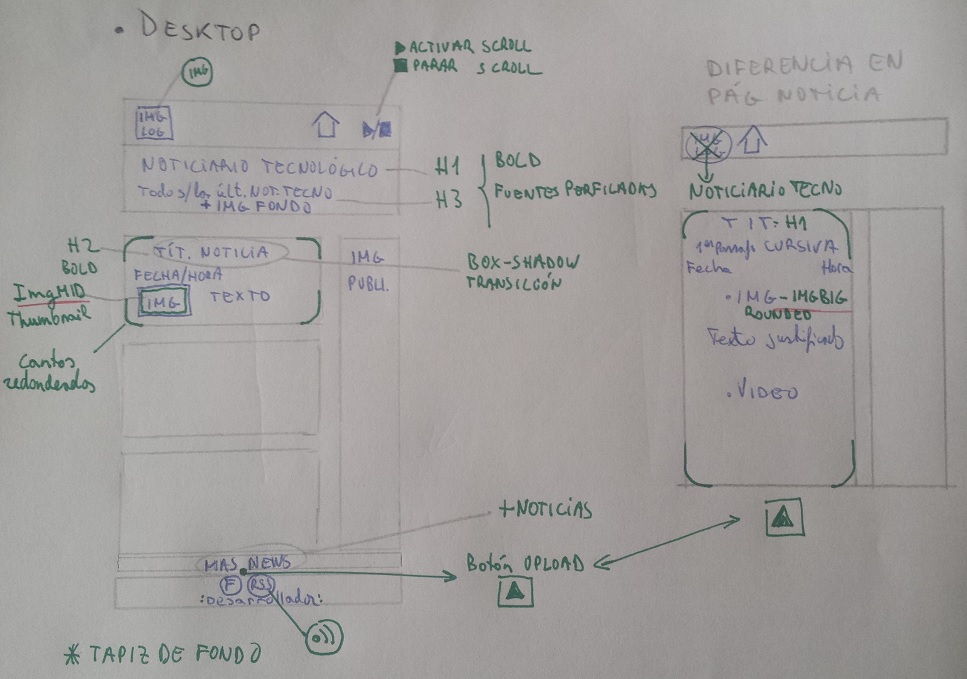 • DESKTOP
▶ ACTIVAR SCROLL
■ PARAR SCROLL
IMG
IMG
LOG
NOTICIARIO TECNOLÓGICO
H1
BOLD
Todo s/las últ. NOT. TECNO
+ IMG FONDO
H3
FUENTES PERFILADAS
H2
BOLD
TÍT. NOTICIA
FECHA/HORA
IMG
TEXTO
ImgMID
Thumbnail
Cantos
redondeados
IMG
PUBLI.
BOX-SHADOW
TRANSICIÓN
+NOTICIAS
MAS NEWS
F RSS
:Desarrollador:
Botón UPLOAD
* TAPIZ DE FONDO
DIFERENCIA EN
PÁG NOTICIA
IMG
NOTICIARIO TECNO
TIT: H1
CURSIVA
Fecha Hora
• IMG - IMGBIG
ROUNDED
Texto justificado
• VIDEO